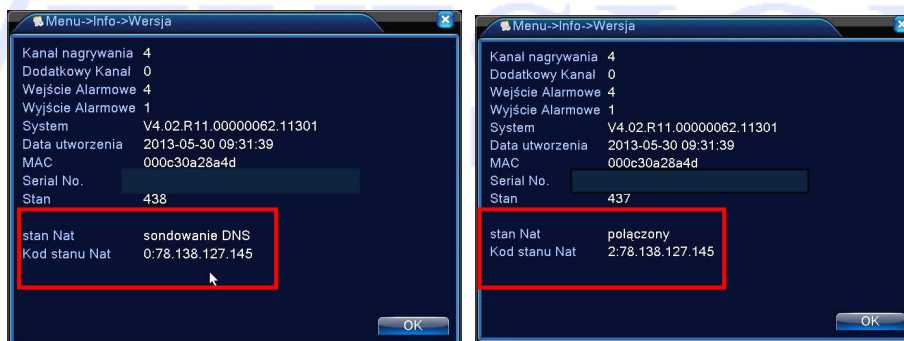 Menu->Info->Wersja
Kanał nagrywania 4
Dodatkowy Kanał 0
Wejście Alarmowe 4
Wyjście Alarmowe 1
System V4.02.R11.00000062.11301
Data utworzenia 2013-05-30 09:31:39
MAC 000c30a28a4d
Serial No.
Stan 438
stan Nat sondowanie DNS
Kod stanu Nat 0:78.138.127.145
OK
Menu->Info->Wersja
Kanał nagrywania 4
Dodatkowy Kanał 0
Wejście Alarmowe 4
Wyjście Alarmowe 1
System V4.02.R11.00000062.11301
Data utworzenia 2013-05-30 09:31:39
MAC 000c30a28a4d
Serial No.
Stan 437
stan Nat połączony
Kod stanu Nat 2:78.138.127.145
OK